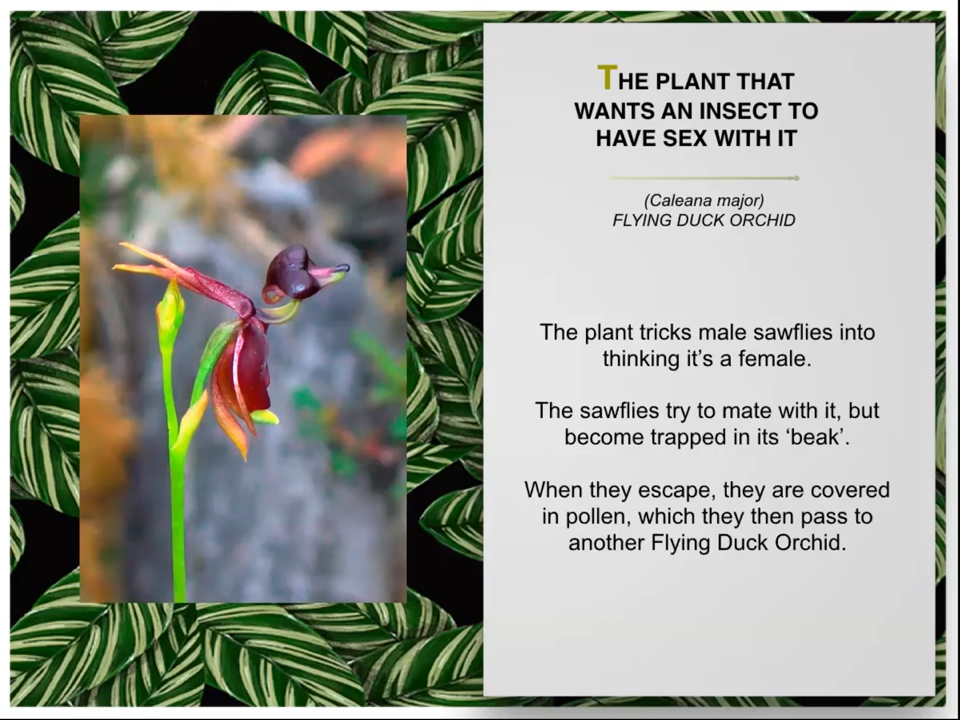 THE PLANT THAT
WANTS AN INSECT TO
HAVE SEX WITH IT
(Caleana major)
FLYING DUCK ORCHID
The plant tricks male sawflies into
thinking it’s a female.
The sawflies try to mate with it, but
become trapped in its ‘beak’.
When they escape, they are covered
in pollen, which they then pass to
another Flying Duck Orchid.